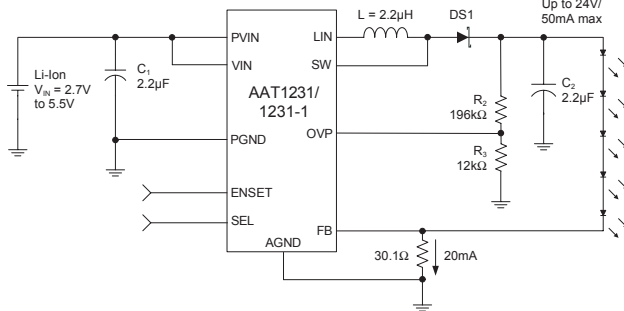 Up to 24V/
50mA max
L = 2.2µH
DS1
PVIN
LIN
VIN
SW
Li-Ion
VIN = 2.7V
to 5.5V
C1
2.2µF
AAT1231/
1231-1
R2
196kΩ
C2
2.2µF
OVP
PGND
R3
12kΩ
ENSET
SEL
FB
AGND
30.1Ω
20mA